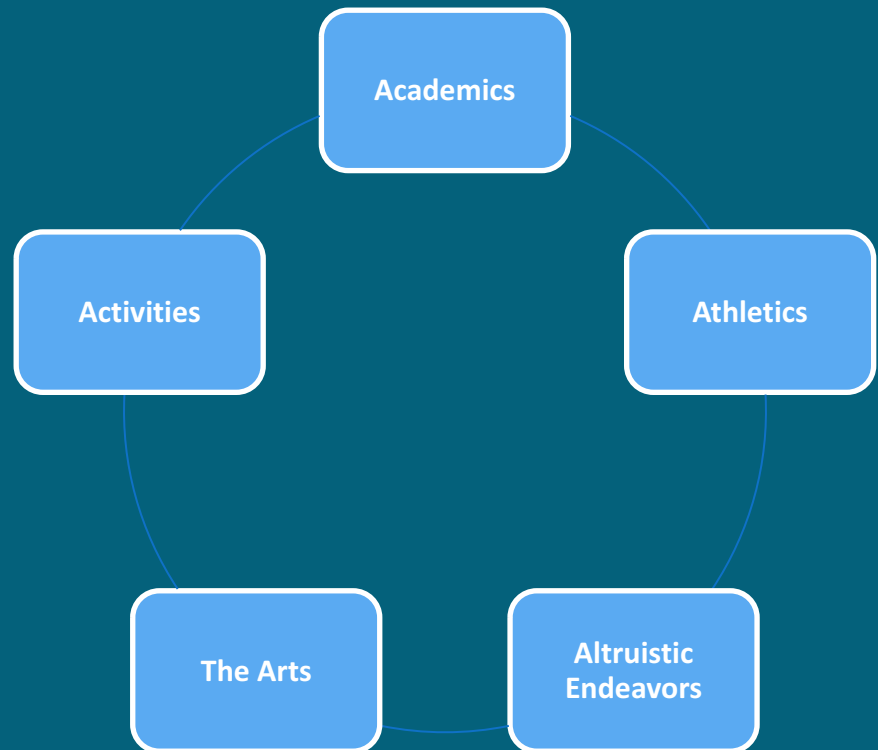 Academics
Activities
Athletics
The Arts
Altruistic
Endeavors